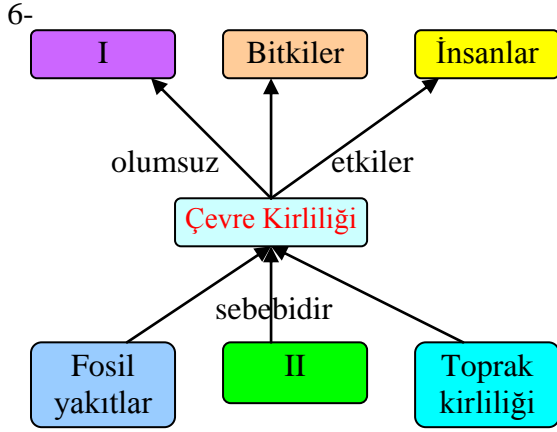 6-
I
Bitkiler
İnsanlar
olumsuz
etkiler
Çevre Kirliliği
sebebidir
Fosil
yakıtlar
II
Toprak
kirliliği